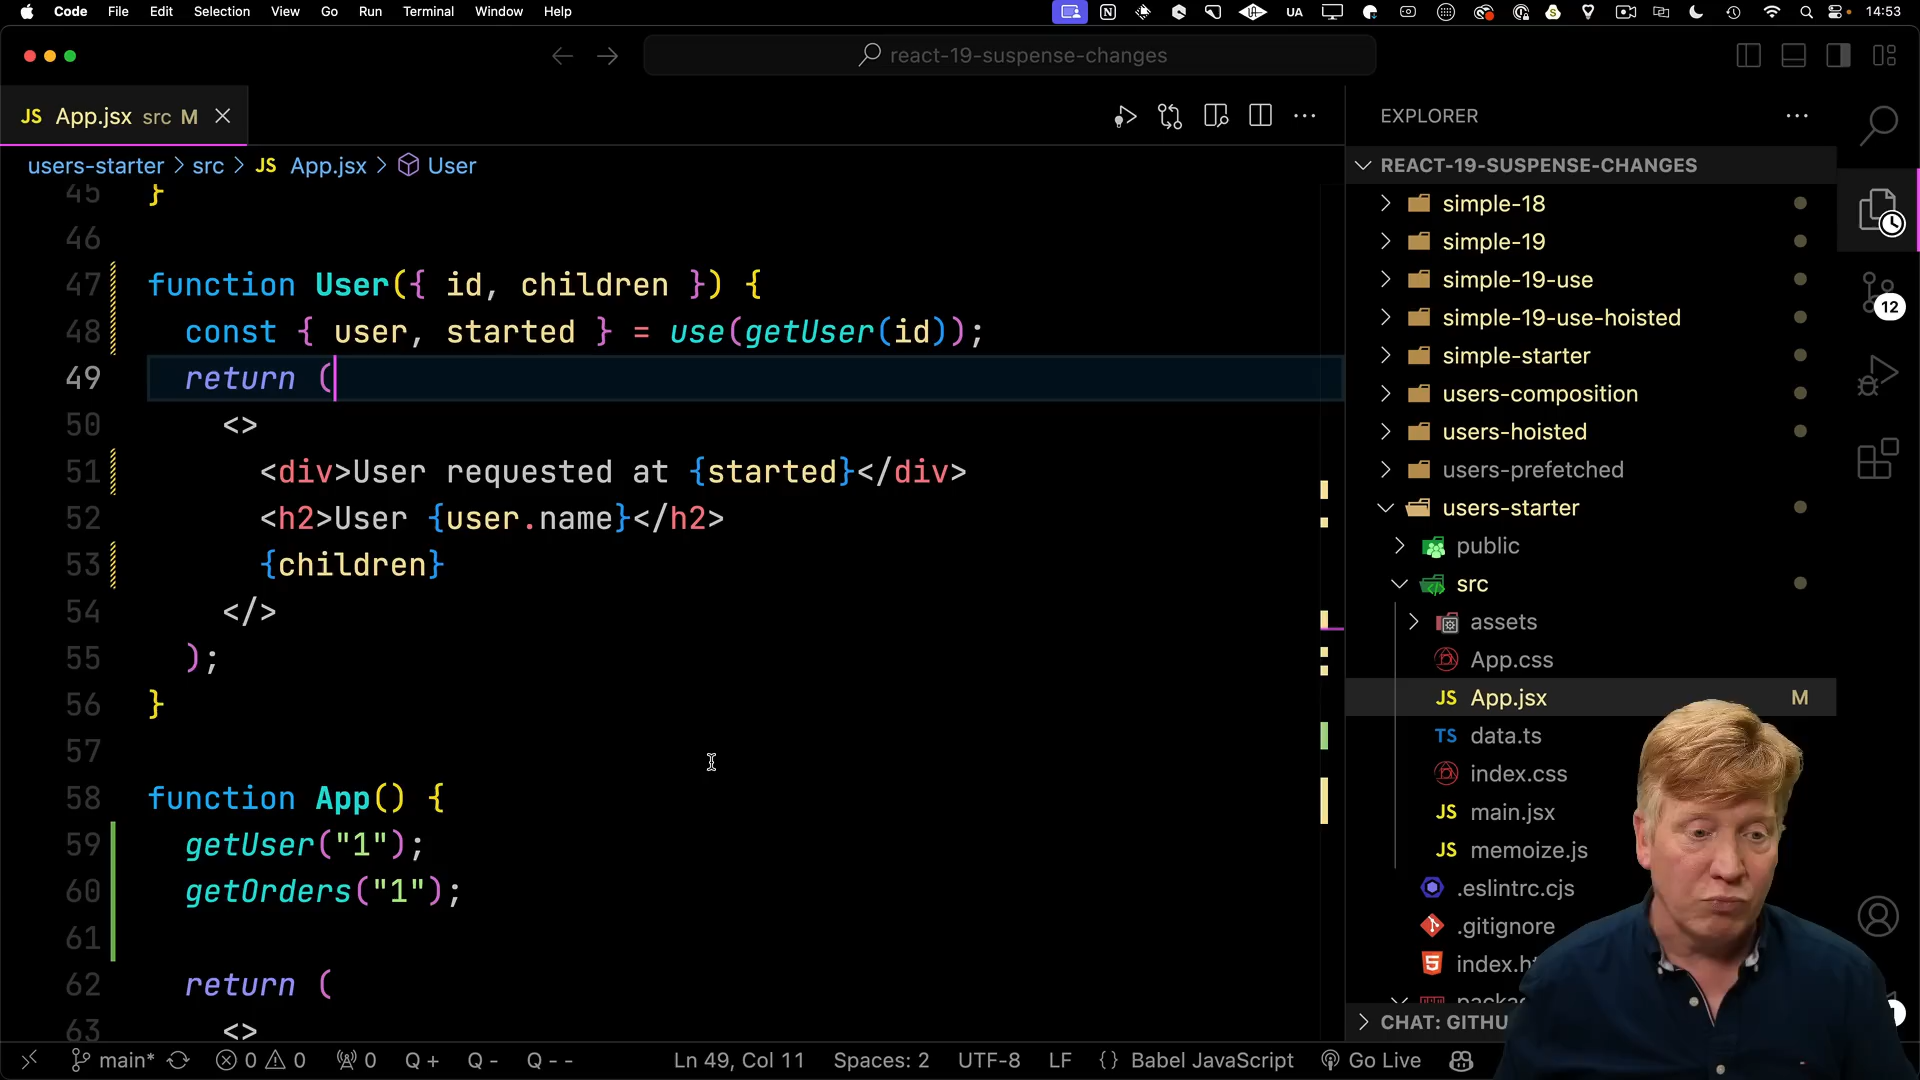 Code File Edit Selection View Go Run Terminal Window Help UA 14:53
react-19-suspense-changes
JS App.jsx src M
users-starter > src > JS App.jsx > User
45 }
46
47 function User({ id, children }) {
48 const { user, started } = use(getUser(id));
49 return (
50 <>
51 <div>User requested at {started}</div>
52 <h2>User {user.name}</h2>
53 {children}
54 </>
55 );
56 }
57
58 function App() {
59 getUser("1");
60 getOrders("1");
61
62 return (
63 <>
EXPLORER
REACT-19-SUSPENSE-CHANGES
simple-18
simple-19
simple-19-use
simple-19-use-hoisted
simple-starter
users-composition
users-hoisted
users-prefetched
users-starter
public
src
assets
App.css
JS App.jsx M
TS data.ts
index.css
JS main.jsx
JS memoize.js
.eslintrc.cjs
.gitignore
CHAT: GITHU
12
main* 0 0 0 Q + Q - Q - - Ln 49, Col 11 Spaces: 2 UTF-8 LF {} Babel JavaScript Go Live